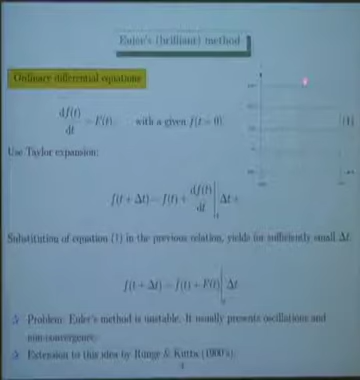 Euler's (brilliant) method
Ordinary differential equations
df(t)
dt
= F(t), with a given f(t = 0) (1)
Use Taylor expansion:
f(t + Δt) = f(t) + df(t)/dt |t Δt +
Substitution of equation (1) in the previous relation, yields for sufficiently small Δt
f(t + Δt) = f(t) + F(t)|t Δt
Problem: Euler's method is unstable. It usually presents oscillations and
non-convergence.
Extension to this idea by Runge & Kutta (1900's).